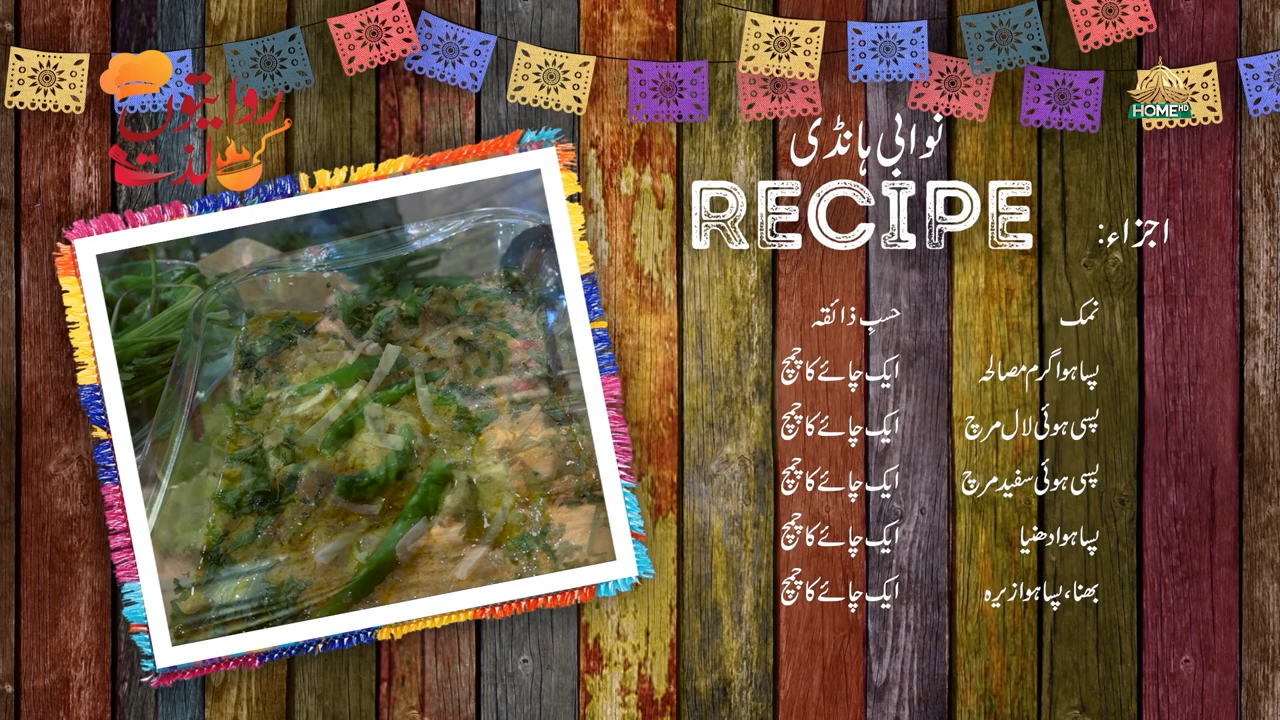 روایتوں
کی لذت
HOME HD
نوابی ہانڈی
RECIPE
اجزاء:
نمک حسبِ ذائقہ
پسا ہوا گرم مصالحہ ایک چائے کا چمچ
پسی ہوئی لال مرچ ایک چائے کا چمچ
پسی ہوئی سفید مرچ ایک چائے کا چمچ
پسا ہوا دھنیا ایک چائے کا چمچ
بھنا، پسا ہوا زیرہ ایک چائے کا چمچ